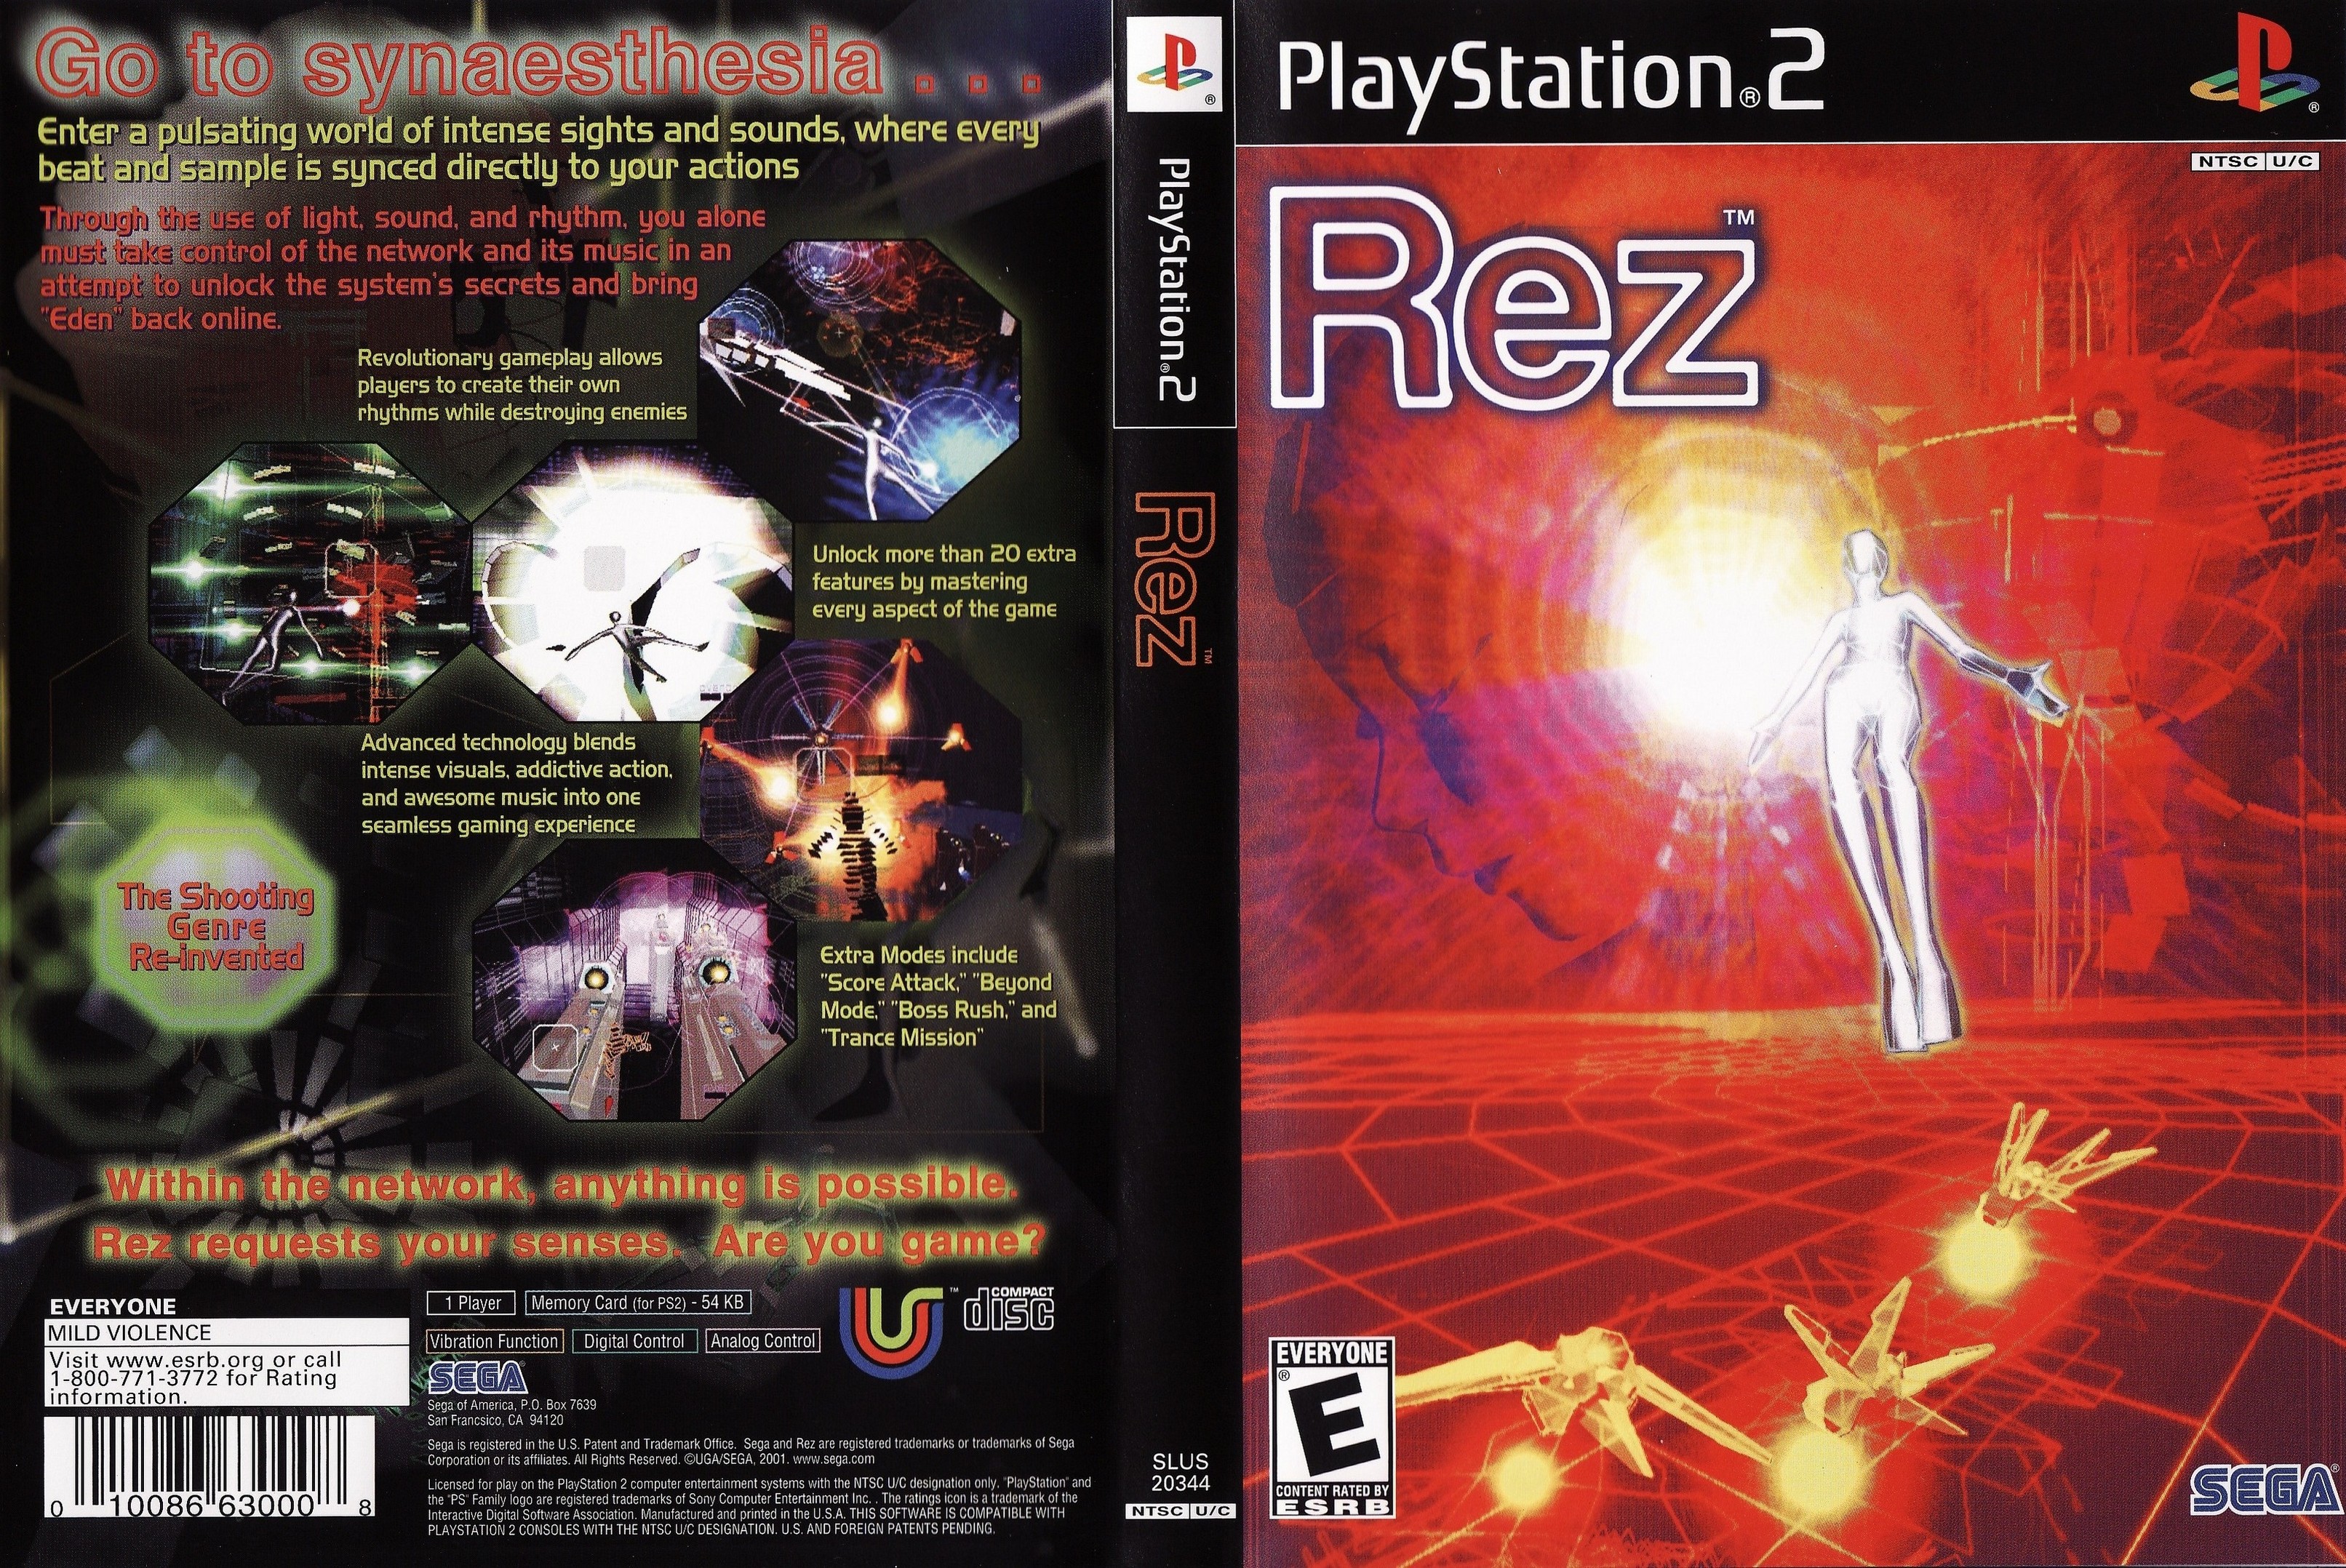 Go to synaesthesia . . .
Enter a pulsating world of intense sights and sounds, where every
beat and sample is synced directly to your actions
Through the use of light, sound, and rhythm, you alone
must take control of the network and its music in an
attempt to unlock the system's secrets and bring
"Eden" back online.
Revolutionary gameplay allows
players to create their own
rhythms while destroying enemies
Unlock more than 20 extra
features by mastering
every aspect of the game
Advanced technology blends
intense visuals, addictive action,
and awesome music into one
seamless gaming experience
The Shooting
Genre
Re-invented
Extra Modes include
"Score Attack," "Beyond
Mode," "Boss Rush," and
"Trance Mission"
Within the network, anything is possible.
Rez requests your senses. Are you game?
EVERYONE
MILD VIOLENCE
Visit www.esrb.org or call
1-800-771-3772 for Rating
information.
0 10086 63000 8
1 Player
Memory Card (for PS2) - 54 KB
Vibration Function
Digital Control
Analog Control
U ™
COMPACT
disc
SEGA®
Sega of America, P.O. Box 7639
San Francsico, CA 94120
Sega is registered in the U.S. Patent and Trademark Office. Sega and Rez are registered trademarks or trademarks of Sega
Corporation or its affiliates. All Rights Reserved. ©UGA/SEGA, 2001. www.sega.com
Licensed for play on the PlayStation 2 computer entertainment systems with the NTSC U/C designation only. "PlayStation" and
the "PS" Family logo are registered trademarks of Sony Computer Entertainment Inc. . The ratings icon is a trademark of the
Interactive Digital Software Association. Manufactured and printed in the U.S.A. THIS SOFTWARE IS COMPATIBLE WITH
PLAYSTATION 2 CONSOLES WITH THE NTSC U/C DESIGNATION. U.S. AND FOREIGN PATENTS PENDING.
®
PlayStation®2
Rez™
SLUS
20344
NTSC U/C
PlayStation®2
®
NTSC U/C
Rez™
EVERYONE
®
E
CONTENT RATED BY
ESRB
SEGA®